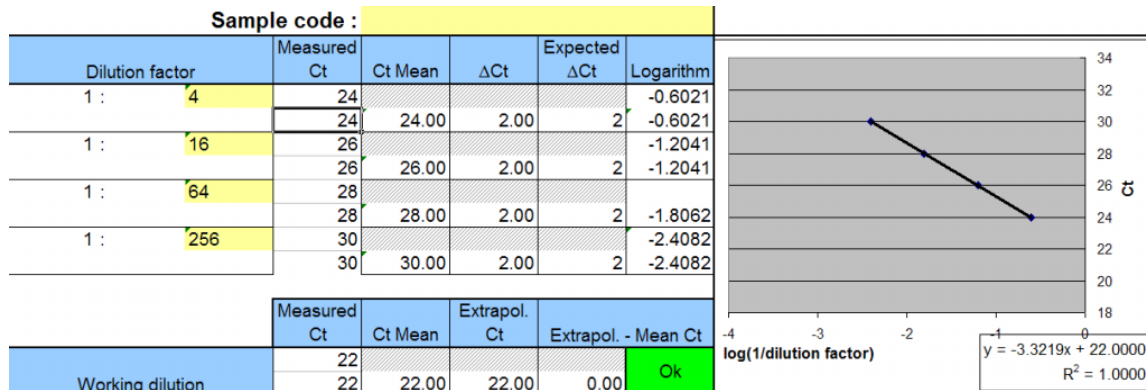 Sample code :
Dilution factor Measured Ct Ct Mean ΔCt Expected ΔCt Logarithm
1 : 4 24 -0.6021
24 24.00 2.00 2 -0.6021
1 : 16 26 -1.2041
26 26.00 2.00 2 -1.2041
1 : 64 28
28 28.00 2.00 2 -1.8062
1 : 256 30 -2.4082
30 30.00 2.00 2 -2.4082
Measured Ct Ct Mean Extrapol. Ct Extrapol. - Mean Ct
22
Working dilution 22 22.00 22.00 0.00 Ok
34
32
30
28
26
24
22
20
18
Ct
-4 -3 -2 -1 0
log(1/dilution factor)
y = -3.3219x + 22.0000
R² = 1.0000